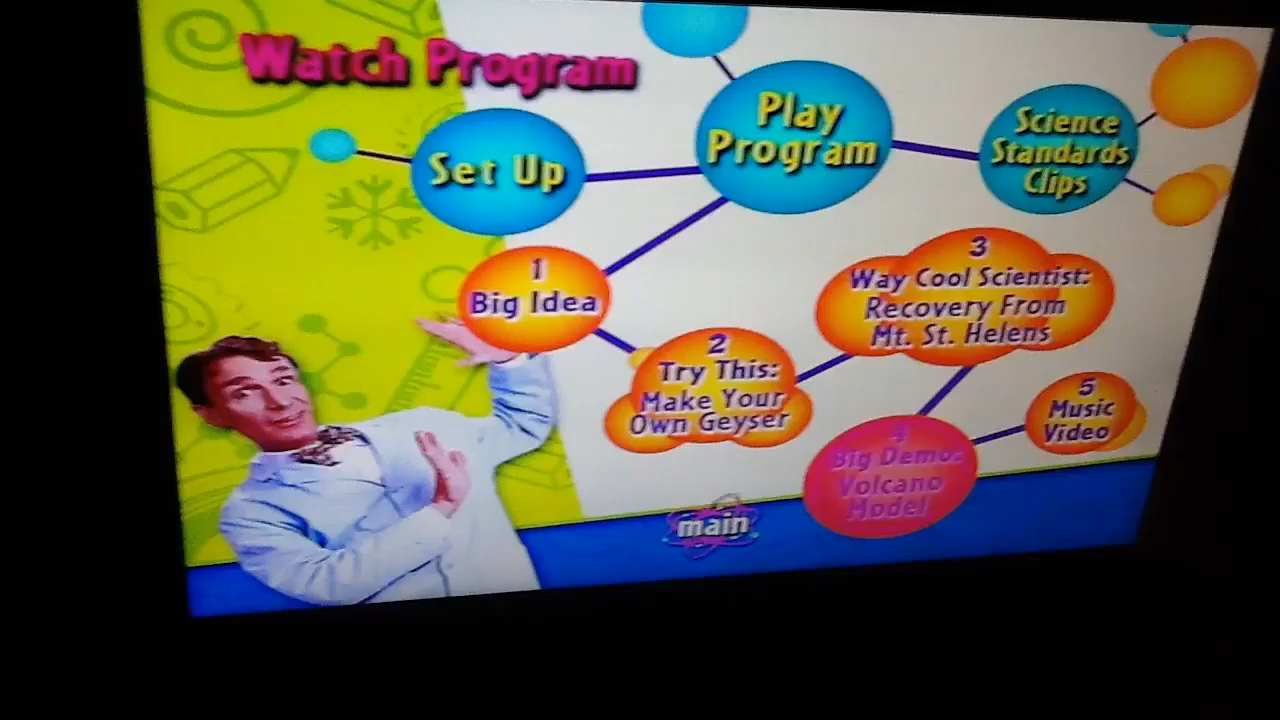 Watch Program
Set Up
Play
Program
Science
Standards
Clips
1
Big Idea
2
Try This:
Make Your
Own Geyser
3
Way Cool Scientist:
Recovery From
Mt. St. Helens
4
Big Demo:
Volcano
Model
5
Music
Video
main